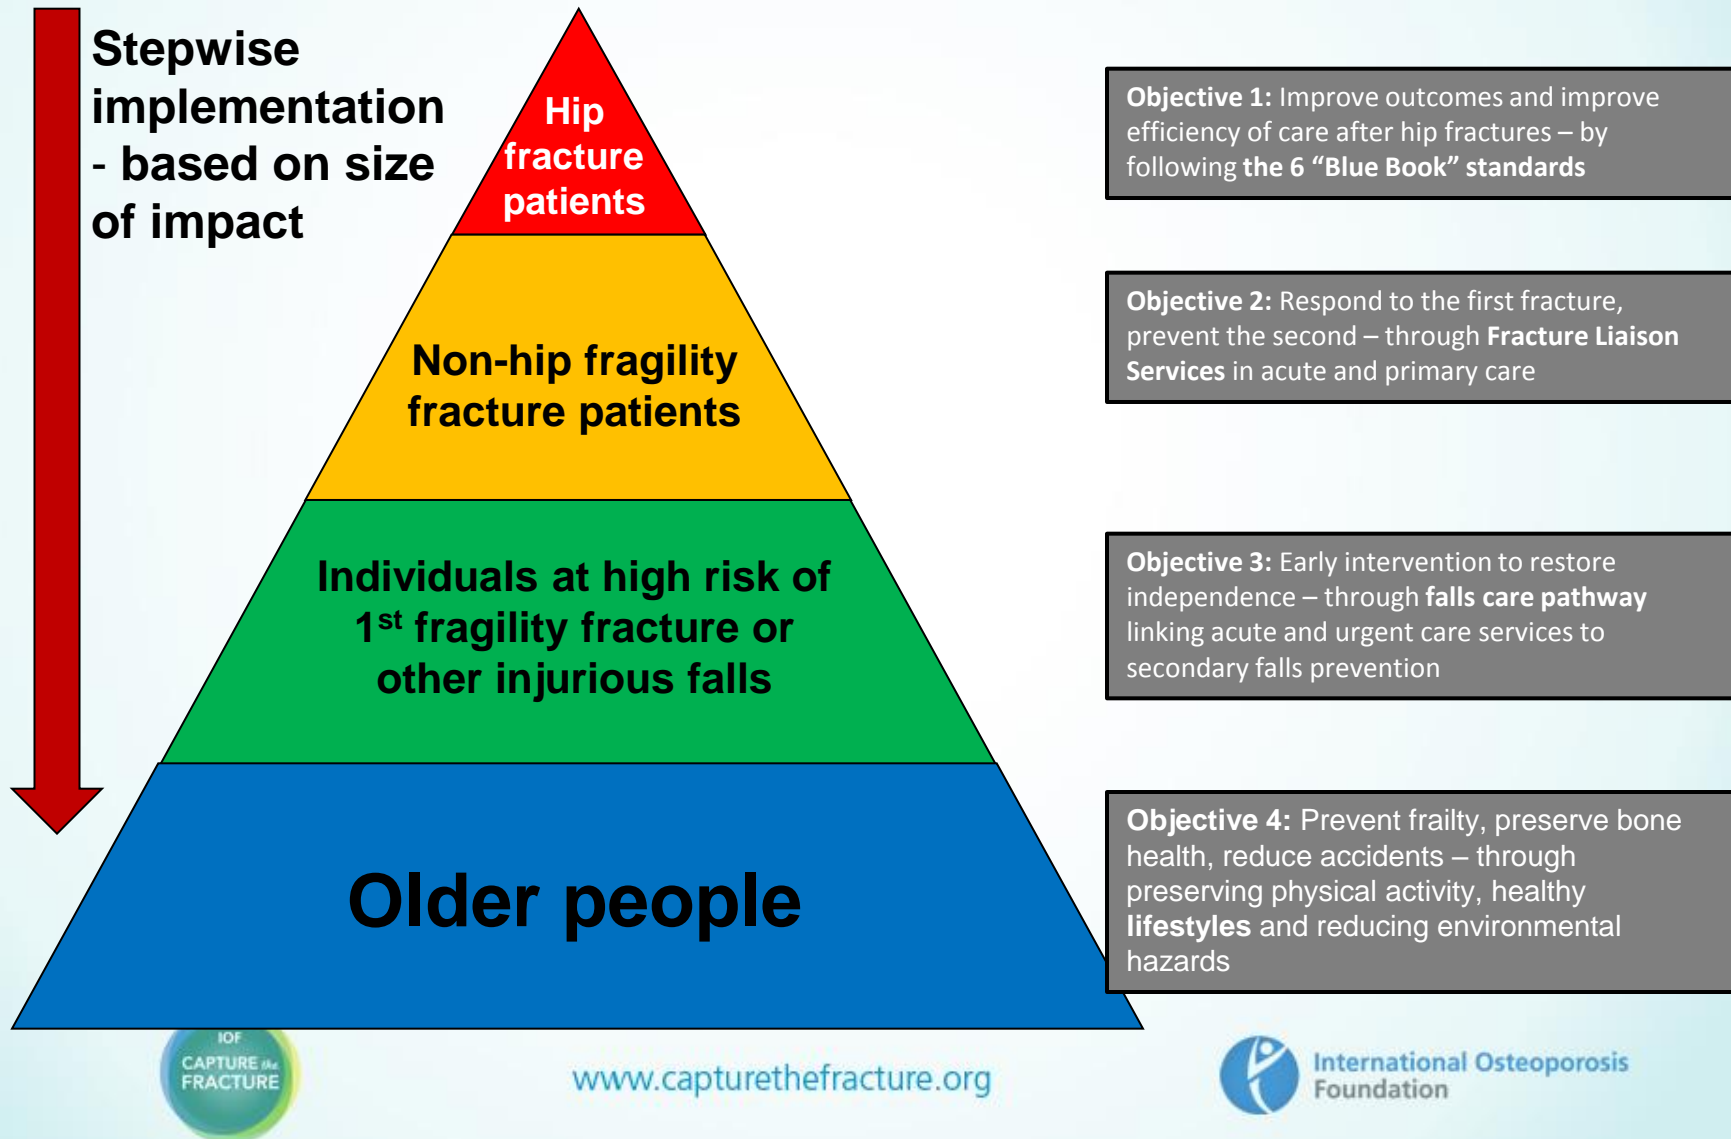 Stepwise
implementation
- based on size
of impact
Hip
fracture
patients
Non-hip fragility
fracture patients
Individuals at high risk of
1st fragility fracture or
other injurious falls
Older people
Objective 1: Improve outcomes and improve
efficiency of care after hip fractures – by
following the 6 “Blue Book” standards
Objective 2: Respond to the first fracture,
prevent the second – through Fracture Liaison
Services in acute and primary care
Objective 3: Early intervention to restore
independence – through falls care pathway
linking acute and urgent care services to
secondary falls prevention
Objective 4: Prevent frailty, preserve bone
health, reduce accidents – through
preserving physical activity, healthy
lifestyles and reducing environmental
hazards
IOF
CAPTURE the
FRACTURE
www.capturethefracture.org
International Osteoporosis
Foundation